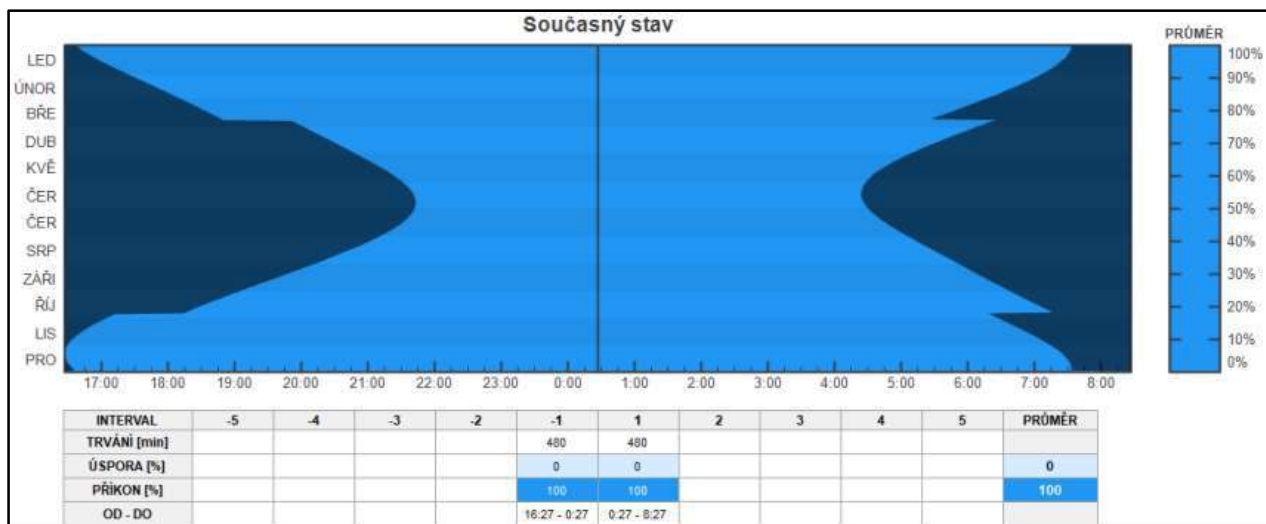 Současný stav
PRŮMĚR
LED
ÚNOR
BŘE
DUB
KVĚ
ČER
ČER
SRP
ZÁŘI
ŘÍJ
LIS
PRO
100%
90%
80%
70%
60%
50%
40%
30%
20%
10%
0%
17:00 18:00 19:00 20:00 21:00 22:00 23:00 0:00 1:00 2:00 3:00 4:00 5:00 6:00 7:00 8:00
INTERVAL -5 -4 -3 -2 -1 1 2 3 4 5 PRŮMĚR
TRVÁNÍ [min] 480 480
ÚSPORA [%] 0 0 0
PŘÍKON [%] 100 100 100
OD - DO 16:27 - 0:27 0:27 - 8:27